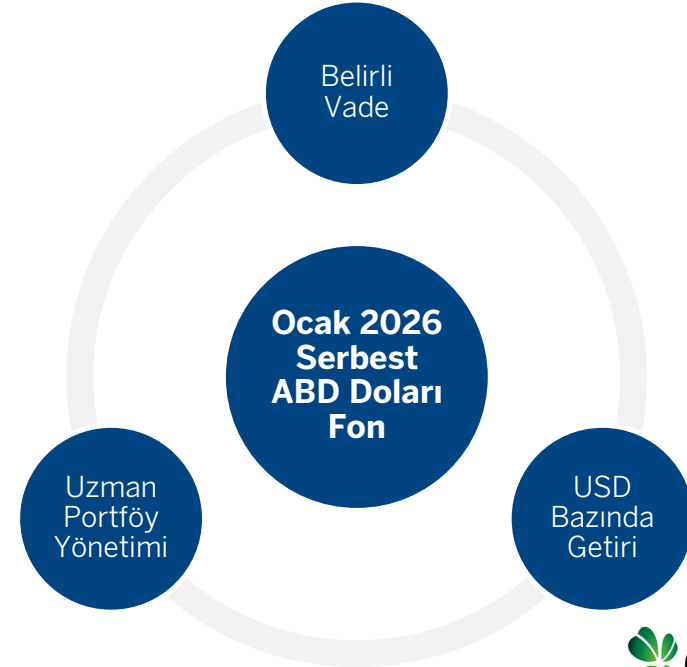 Belirli
Vade
Ocak 2026
Serbest
ABD Doları
Fon
Uzman
Portföy
Yönetimi
USD
Bazında
Getiri